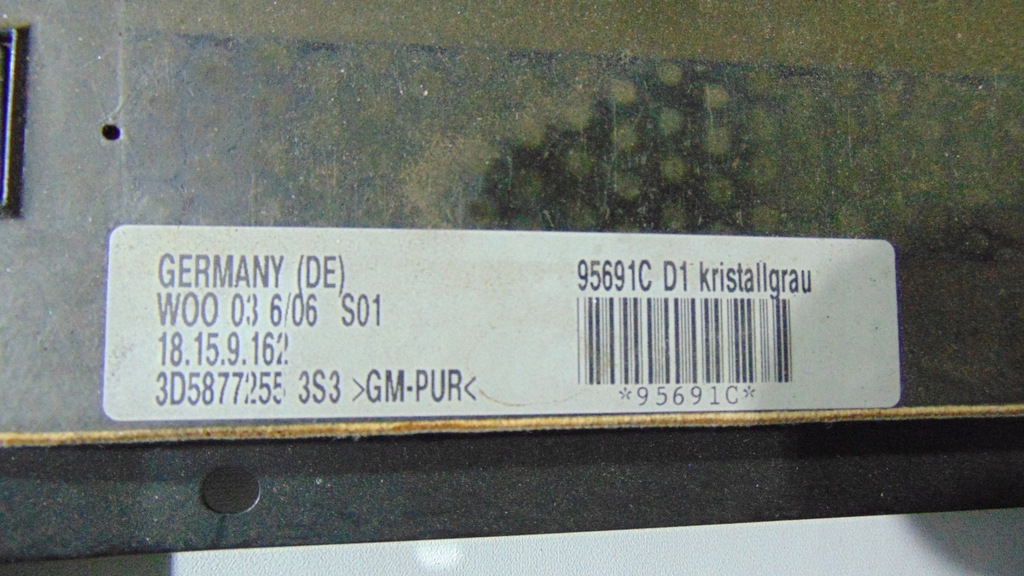 GERMANY (DE)
WOO 03 6/06 S01
18.15.9.162
3D5877255 3S3 >GM-PUR<
95691C D1 kristallgrau
*95691C*